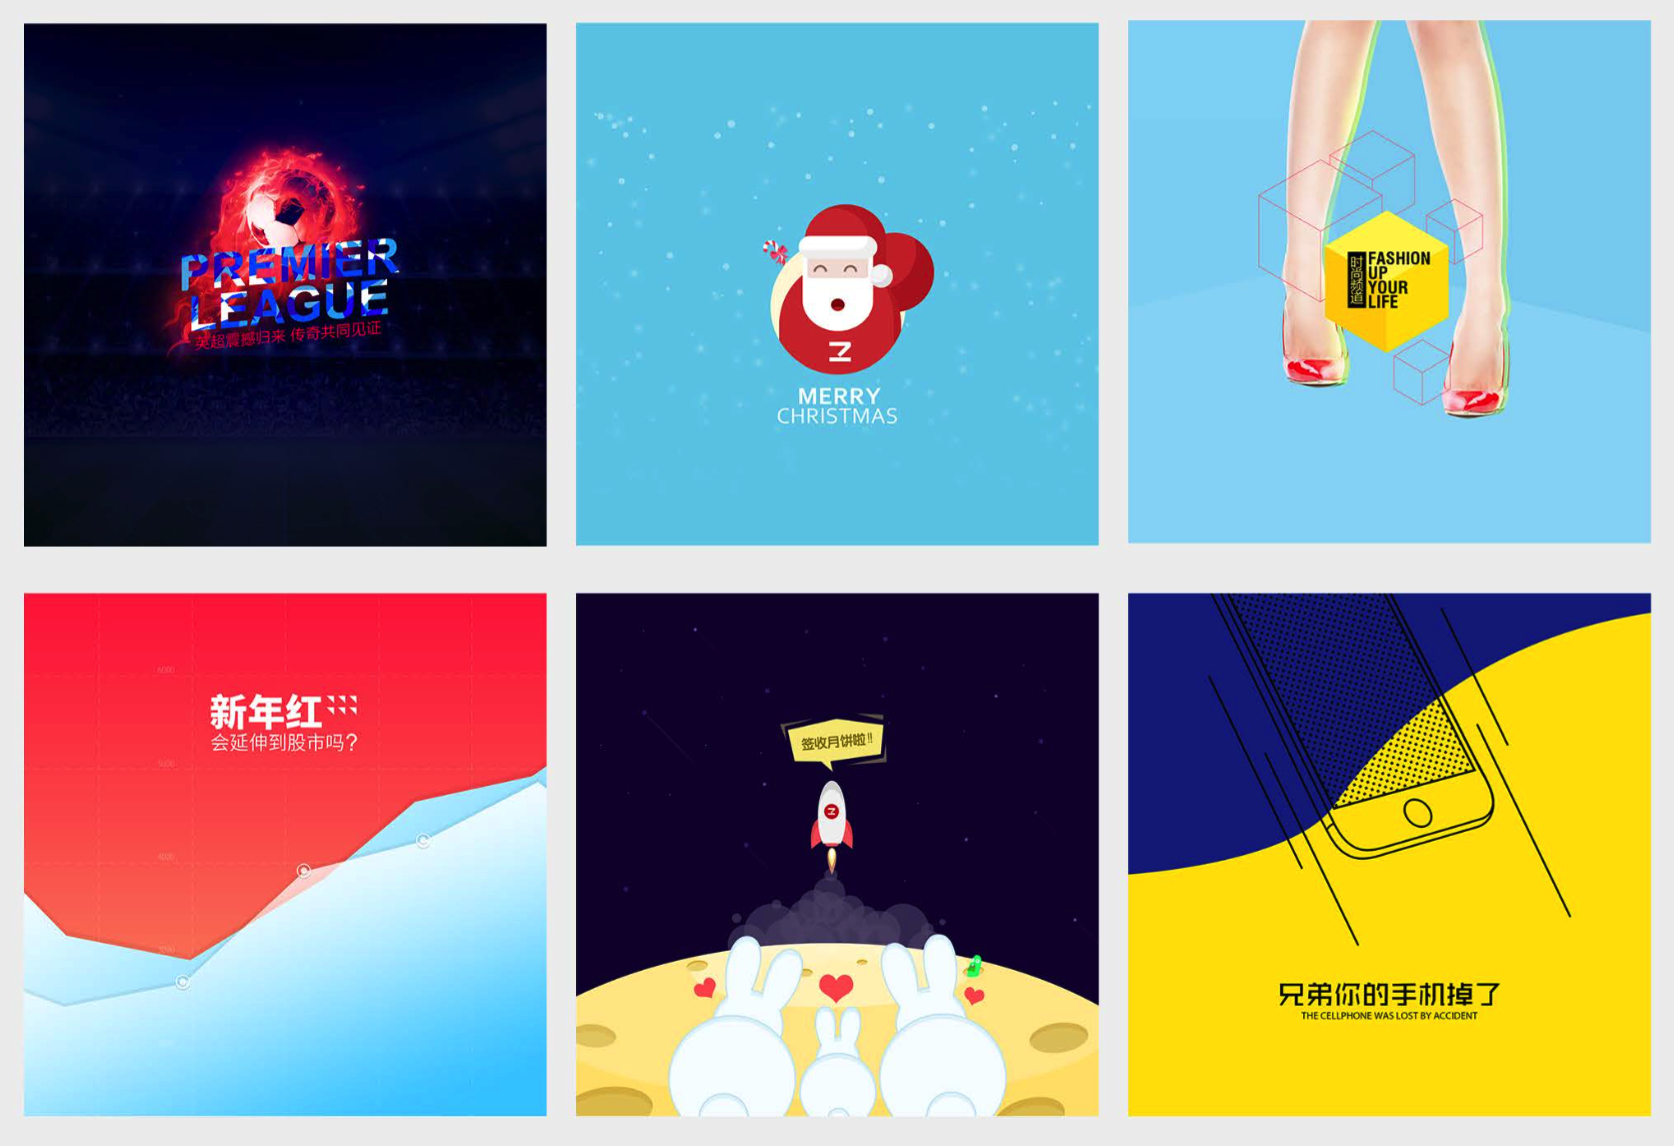 PREMIER
LEAGUE
英超震撼归来 传奇共同见证
Z
MERRY
CHRISTMAS
时尚频道
FASHION
UP
YOUR
LIFE
6000
新年红
会延伸到股市吗?
5000
4000
签收月饼啦!!
Z
兄弟你的手机掉了
THE CELLPHONE WAS LOST BY ACCIDENT